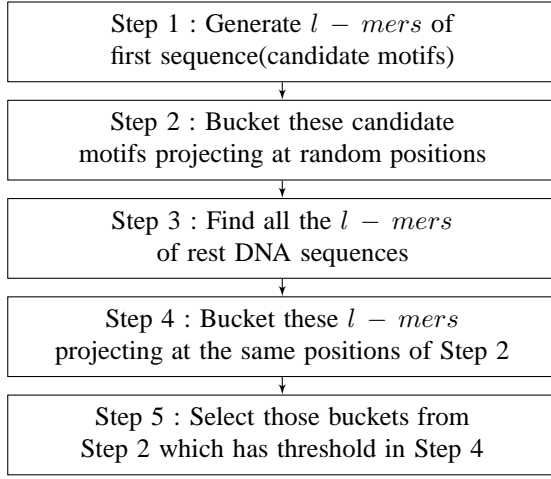 Step 1 : Generate l − mers of
first sequence(candidate motifs)
Step 2 : Bucket these candidate
motifs projecting at random positions
Step 3 : Find all the l − mers
of rest DNA sequences
Step 4 : Bucket these l − mers
projecting at the same positions of Step 2
Step 5 : Select those buckets from
Step 2 which has threshold in Step 4